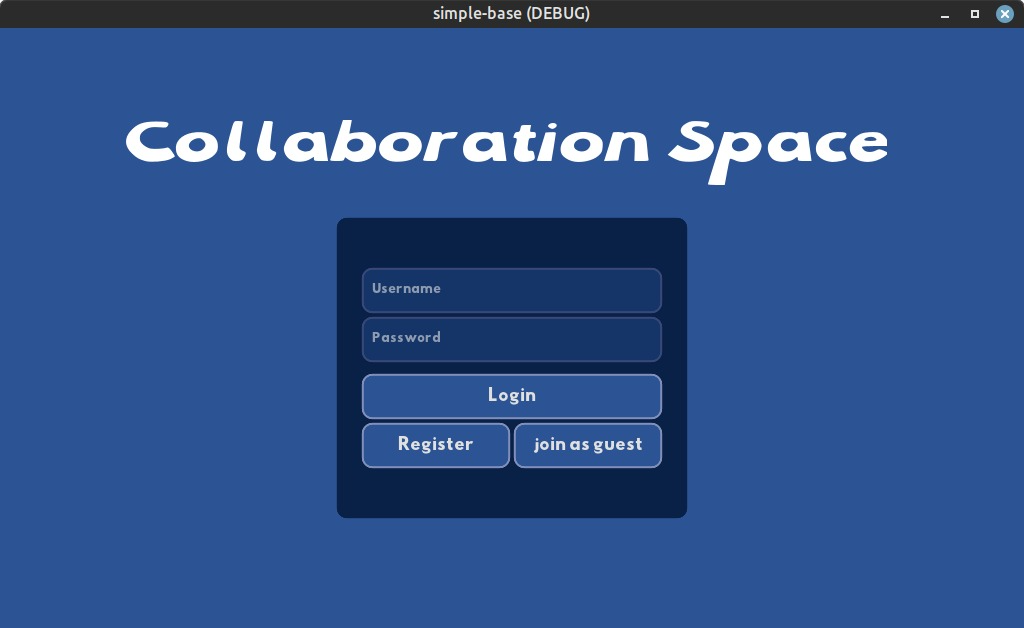 simple-base (DEBUG)
Collaboration Space
Username
Password
Login
Register join as guest